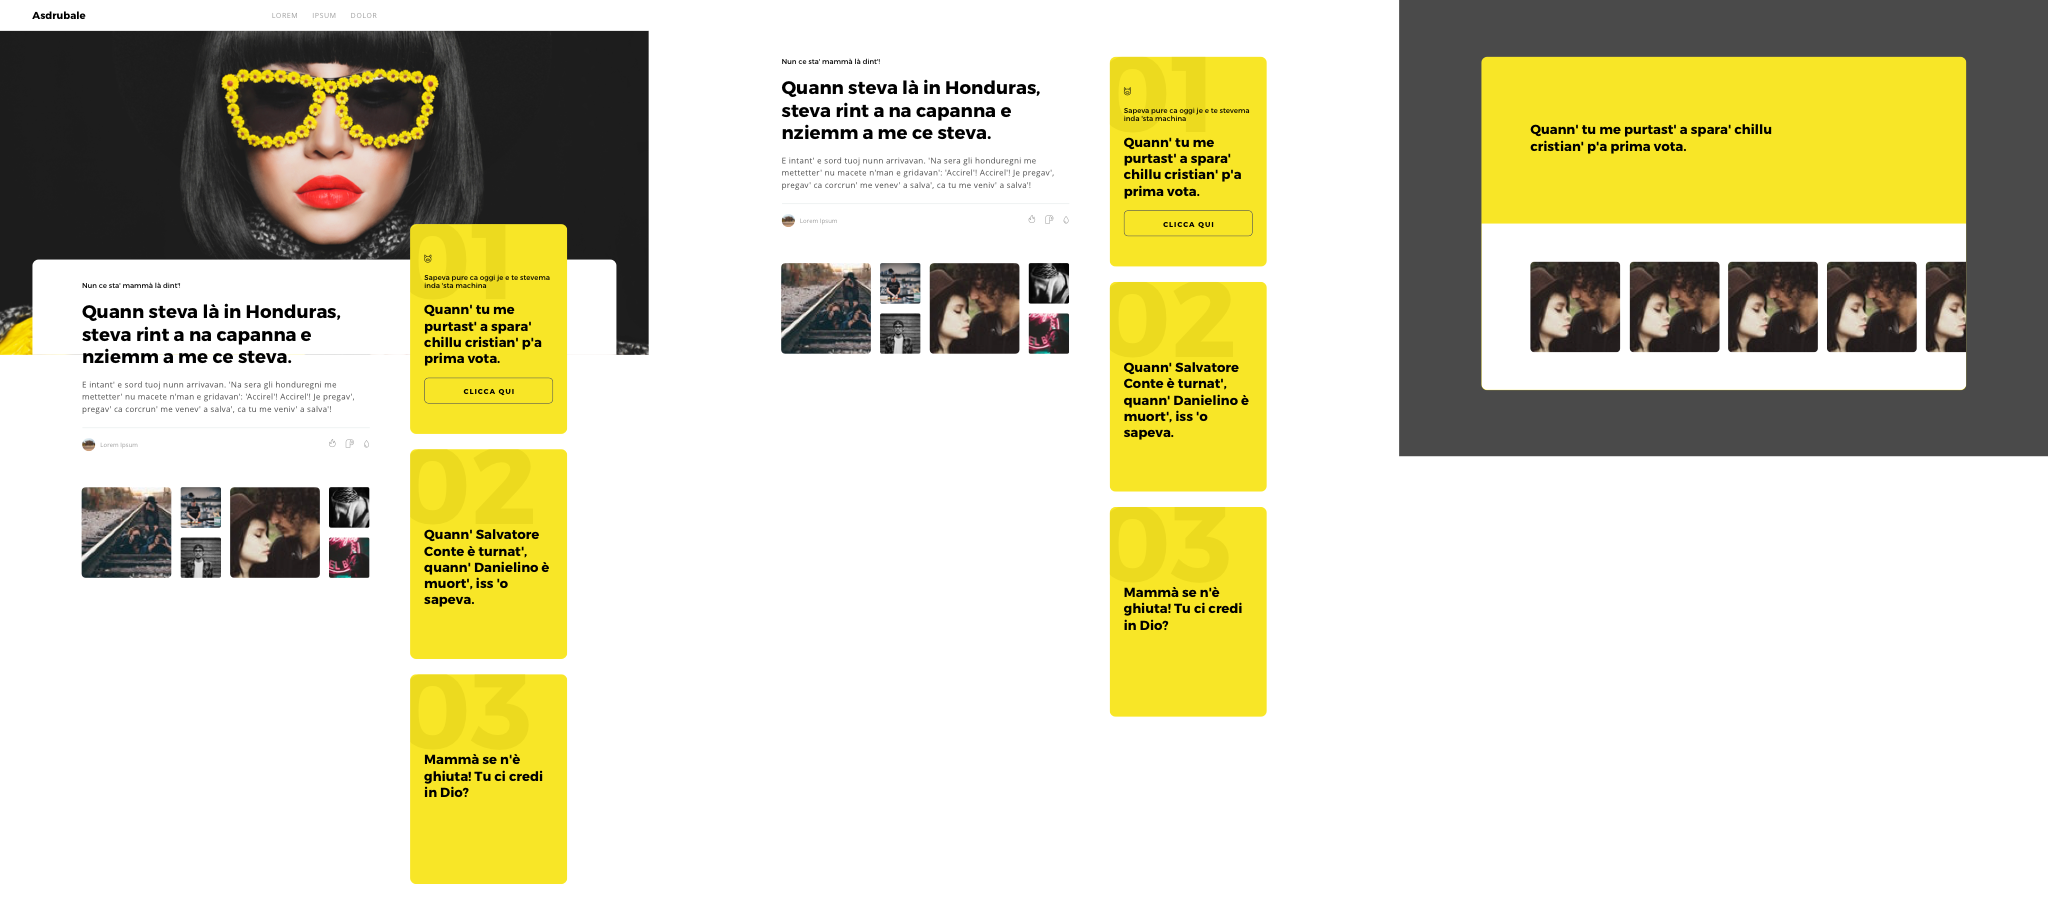 Asdrubale
LOREM IPSUM DOLOR
Nun ce sta' mammà là dint'!
Quann steva là in Honduras,
steva rint a na capanna e
nziemm a me ce steva.
E intant' e sord tuoj nunn arrivavan. 'Na sera gli honduregni me
mettetter' nu macete n'man e gridavan': 'Accirel'! Accirel'! Je pregav',
pregav' ca corcrun' me venev' a salva', ca tu me veniv' a salva'!
Lorem Ipsum
01
Sapeva pure ca oggi je e te stevema
inda 'sta machina
Quann' tu me
purtast' a spara'
chillu cristian' p'a
prima vota.
CLICCA QUI
02
Quann' Salvatore
Conte è turnat',
quann' Danielino è
muort', iss 'o
sapeva.
03
Mammà se n'è
ghiuta! Tu ci credi
in Dio?
Nun ce sta' mammà là dint'!
Quann steva là in Honduras,
steva rint a na capanna e
nziemm a me ce steva.
E intant' e sord tuoj nunn arrivavan. 'Na sera gli honduregni me
mettetter' nu macete n'man e gridavan': 'Accirel'! Accirel'! Je pregav',
pregav' ca corcrun' me venev' a salva', ca tu me veniv' a salva'!
Lorem Ipsum
01
Sapeva pure ca oggi je e te stevema
inda 'sta machina
Quann' tu me
purtast' a spara'
chillu cristian' p'a
prima vota.
CLICCA QUI
02
Quann' Salvatore
Conte è turnat',
quann' Danielino è
muort', iss 'o
sapeva.
03
Mammà se n'è
ghiuta! Tu ci credi
in Dio?
Quann' tu me purtast' a spara' chillu
cristian' p'a prima vota.